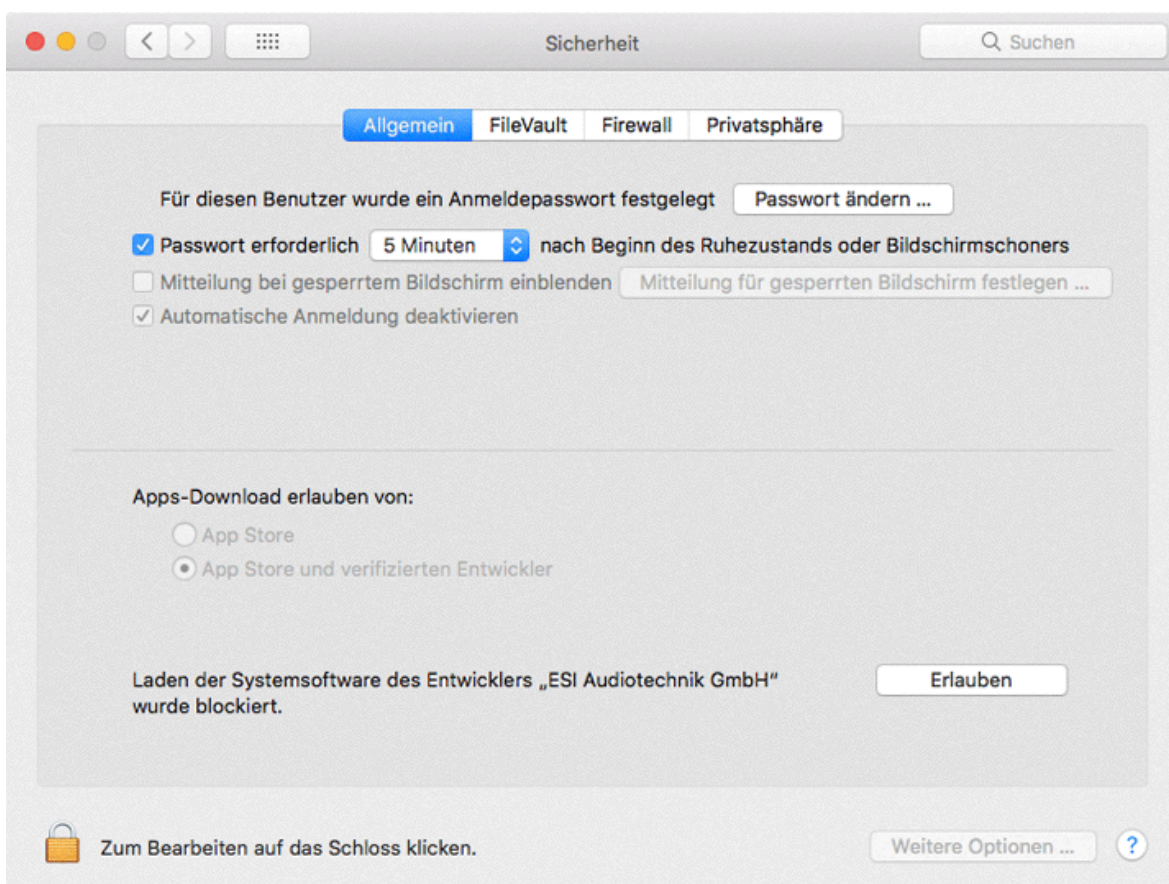 Sicherheit
Suchen
Allgemein FileVault Firewall Privatsphäre
Für diesen Benutzer wurde ein Anmeldepasswort festgelegt Passwort ändern ...
Passwort erforderlich 5 Minuten nach Beginn des Ruhezustands oder Bildschirmschoners
Mitteilung bei gesperrtem Bildschirm einblenden Mitteilung für gesperrten Bildschirm festlegen ...
Automatische Anmeldung deaktivieren
Apps-Download erlauben von:
App Store
App Store und verifizierten Entwickler
Laden der Systemsoftware des Entwicklers „ESI Audiotechnik GmbH“ Erlauben
wurde blockiert.
Zum Bearbeiten auf das Schloss klicken. Weitere Optionen ... ?